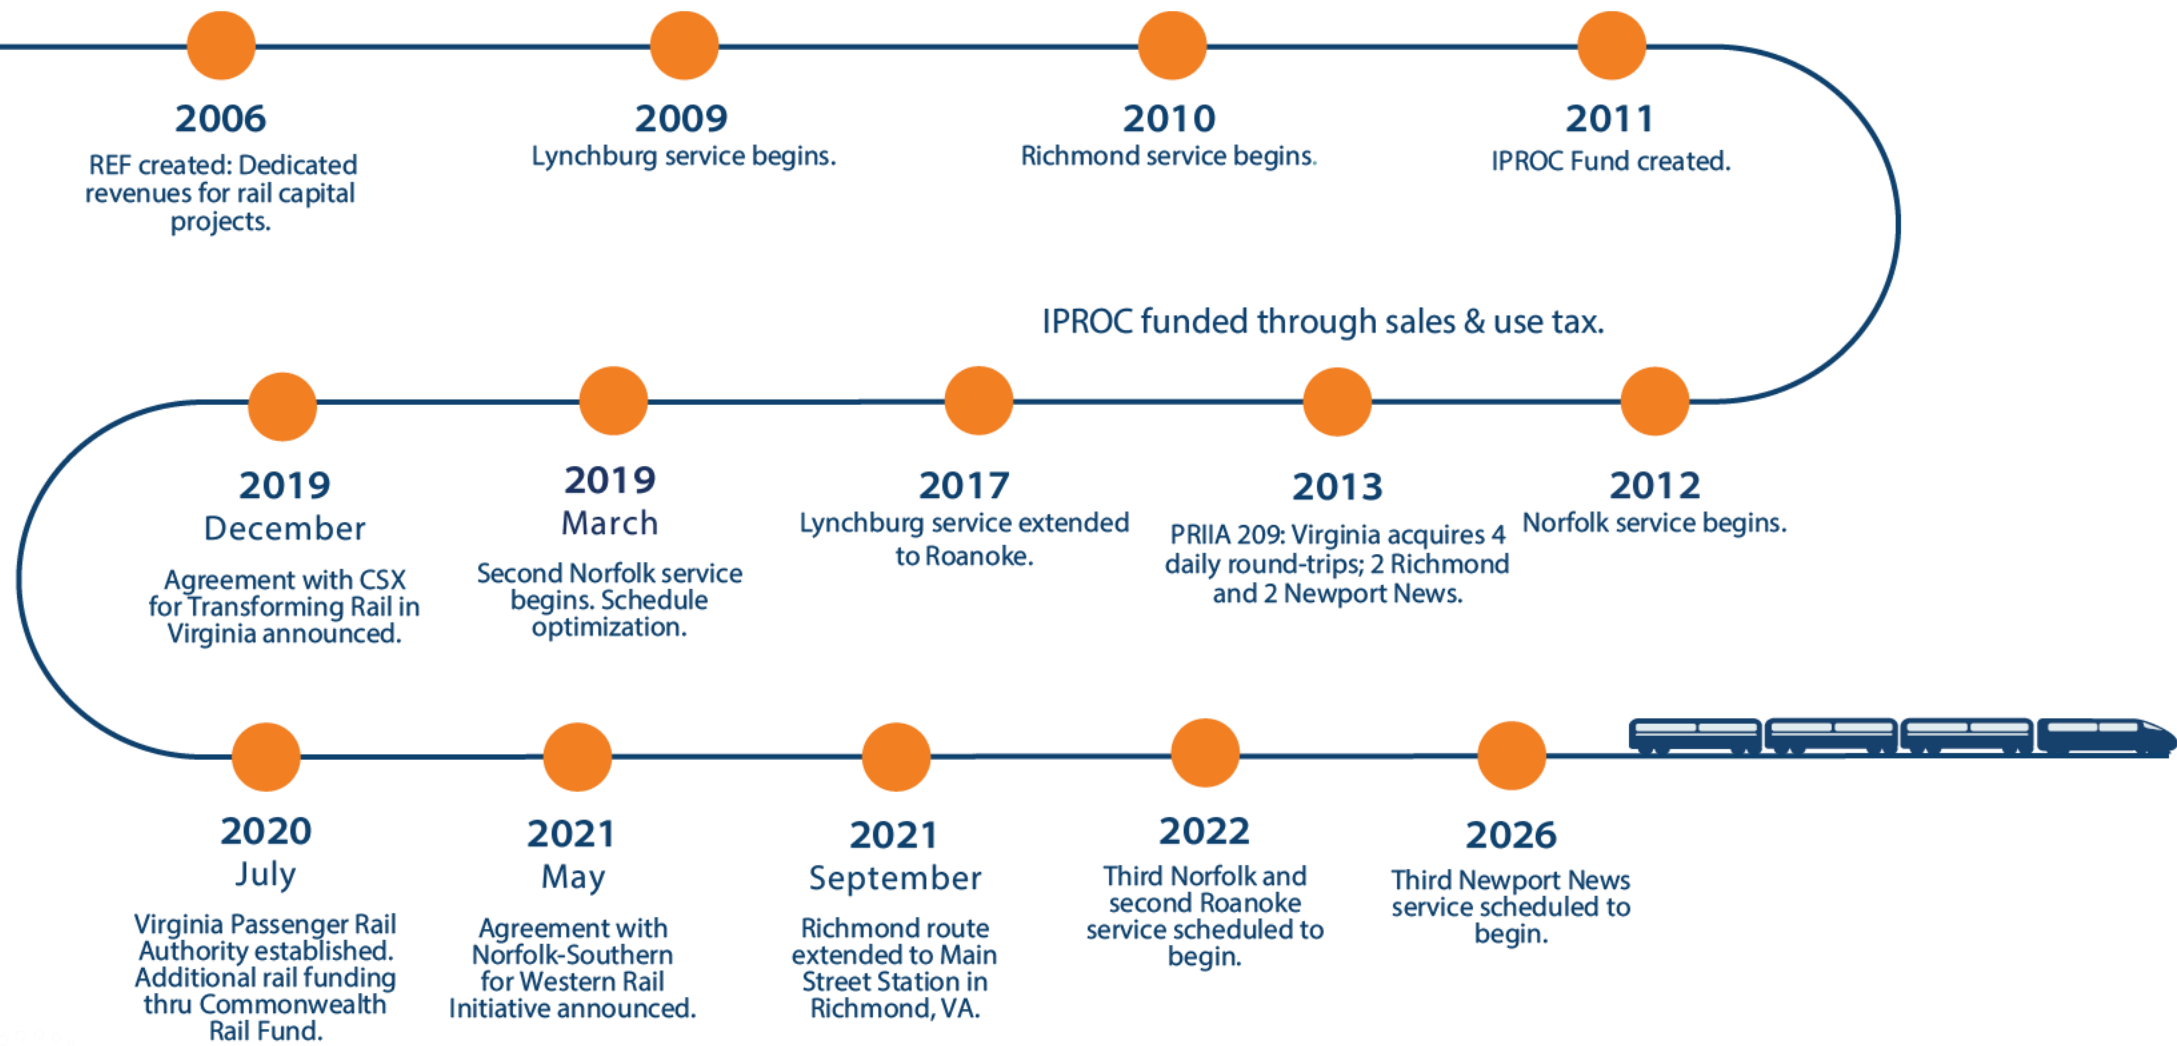 2006
REF created: Dedicated
revenues for rail capital
projects.
2009
Lynchburg service begins.
2010
Richmond service begins.
2011
IPROC Fund created.
IPROC funded through sales & use tax.
2019
December
Agreement with CSX
for Transforming Rail in
Virginia announced.
2019
March
Second Norfolk service
begins. Schedule
optimization.
2017
Lynchburg service extended
to Roanoke.
2013
PRIIA 209: Virginia acquires 4
daily round-trips; 2 Richmond
and 2 Newport News.
2012
Norfolk service begins.
2020
July
Virginia Passenger Rail
Authority established.
Additional rail funding
thru Commonwealth
Rail Fund.
2021
May
Agreement with
Norfolk-Southern
for Western Rail
Initiative announced.
2021
September
Richmond route
extended to Main
Street Station in
Richmond, VA.
2022
Third Norfolk and
second Roanoke
service scheduled to
begin.
2026
Third Newport News
service scheduled to
begin.